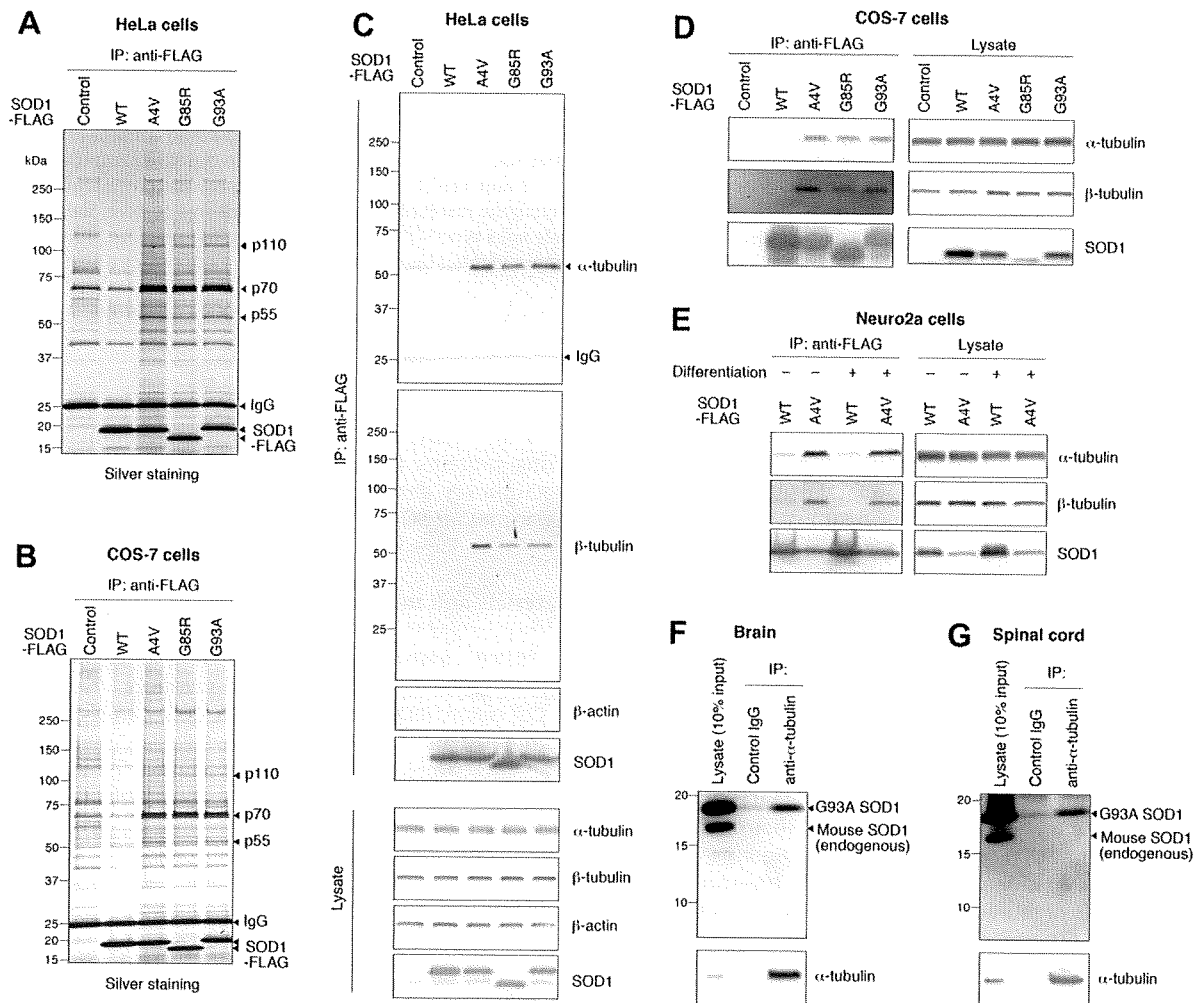 A
HeLa cells
IP: anti-FLAG
SOD1
-FLAG
Control
WT
A4V
G85R
G93A
kDa
250
150
100
75
50
37
25
20
15
p110
p70
p55
IgG
SOD1
-FLAG
Silver staining
B
COS-7 cells
IP: anti-FLAG
SOD1
-FLAG
Control
WT
A4V
G85R
G93A
250
150
100
75
50
37
25
20
15
p110
p70
p55
IgG
SOD1
-FLAG
Silver staining
C
HeLa cells
SOD1
-FLAG
Control
WT
A4V
G85R
G93A
IP: anti-FLAG
250
150
100
75
50
37
25
α-tubulin
IgG
250
150
100
75
50
37
25
β-tubulin
β-actin
SOD1
Lysate
α-tubulin
β-tubulin
β-actin
SOD1
D
COS-7 cells
IP: anti-FLAG
Lysate
SOD1
-FLAG
Control
WT
A4V
G85R
G93A
Control
WT
A4V
G85R
G93A
α-tubulin
β-tubulin
SOD1
E
Neuro2a cells
IP: anti-FLAG
Lysate
Differentiation
– – + +
– – + +
SOD1
-FLAG
WT
A4V
WT
A4V
WT
A4V
WT
A4V
α-tubulin
β-tubulin
SOD1
F
Brain
IP:
Lysate (10% input)
Control IgG
anti-α-tubulin
20
15
10
G93A SOD1
Mouse SOD1
(endogenous)
α-tubulin
G
Spinal cord
IP:
Lysate (10% input)
Control IgG
anti-α-tubulin
20
15
10
G93A SOD1
Mouse SOD1
(endogenous)
α-tubulin